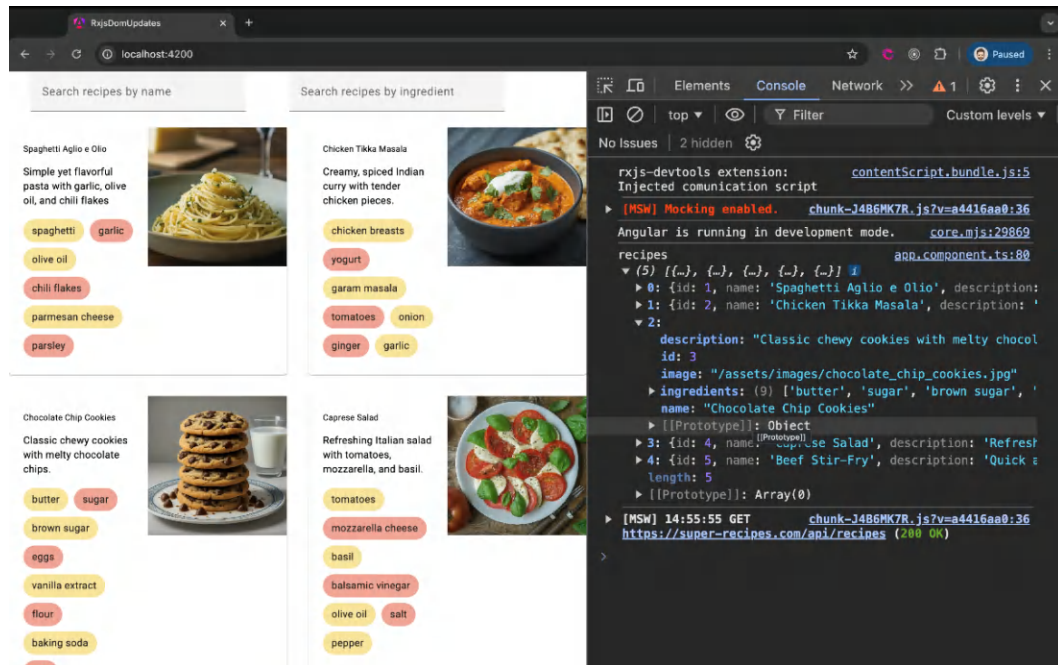 RxjsDomUpdates
localhost:4200
Paused
Search recipes by name
Search recipes by ingredient
Spaghetti Aglio e Olio
Simple yet flavorful
pasta with garlic, olive
oil, and chili flakes
spaghetti garlic
olive oil
chili flakes
parmesan cheese
parsley
Chicken Tikka Masala
Creamy, spiced Indian
curry with tender
chicken pieces.
chicken breasts
yogurt
garam masala
tomatoes onion
ginger garlic
Chocolate Chip Cookies
Classic chewy cookies
with melty chocolate
chips.
butter sugar
brown sugar
eggs
vanilla extract
flour
baking soda
Caprese Salad
Refreshing Italian salad
with tomatoes,
mozzarella, and basil.
tomatoes
mozzarella cheese
basil
balsamic vinegar
olive oil salt
pepper
Elements Console Network >> 1
top Filter Custom levels
No Issues 2 hidden
rxjs-devtools extension: contentScript.bundle.js:5
Injected comunication script
[MSW] Mocking enabled. chunk-J4B6MK7R.js?v=a4416aa0:36
Angular is running in development mode. core.mjs:29869
recipes app.component.ts:80
(5) [{…}, {…}, {…}, {…}, {…}] i
0: {id: 1, name: 'Spaghetti Aglio e Olio', description:
1: {id: 2, name: 'Chicken Tikka Masala', description: '
2:
description: "Classic chewy cookies with melty chocol
id: 3
image: "/assets/images/chocolate_chip_cookies.jpg"
ingredients: (9) ['butter', 'sugar', 'brown sugar', '
name: "Chocolate Chip Cookies"
[[Prototype]]: Object
[[Prototype]]
3: {id: 4, name: 'Caprese Salad', description: 'Refresh
4: {id: 5, name: 'Beef Stir-Fry', description: 'Quick a
length: 5
[[Prototype]]: Array(0)
[MSW] 14:55:55 GET chunk-J4B6MK7R.js?v=a4416aa0:36
https://super-recipes.com/api/recipes (200 OK)